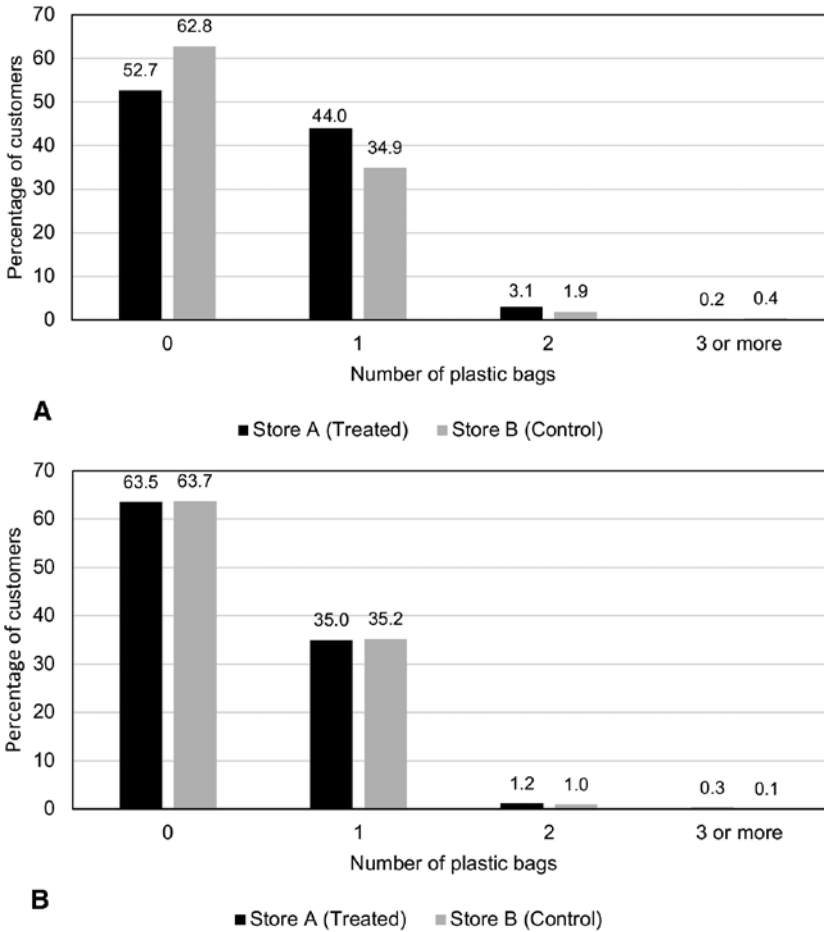 70
62.8
60
52.7
50
44.0
40
34.9
30
20
10
3.1 1.9
0.2 0.4
0
0 1 2 3 or more
Percentage of customers
Number of plastic bags
A
Store A (Treated) Store B (Control)
70
63.5 63.7
60
50
40
35.0 35.2
30
20
10
1.2 1.0
0.3 0.1
0
0 1 2 3 or more
Percentage of customers
Number of plastic bags
B
Store A (Treated) Store B (Control)